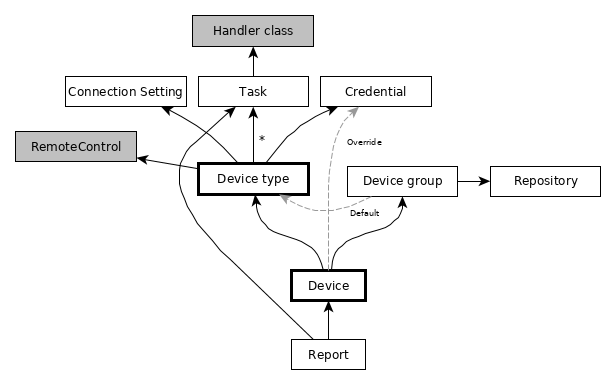 Handler class
Connection Setting
Task
Credential
RemoteControl
*
Override
Device type
Device group
Repository
Default
Device
Report